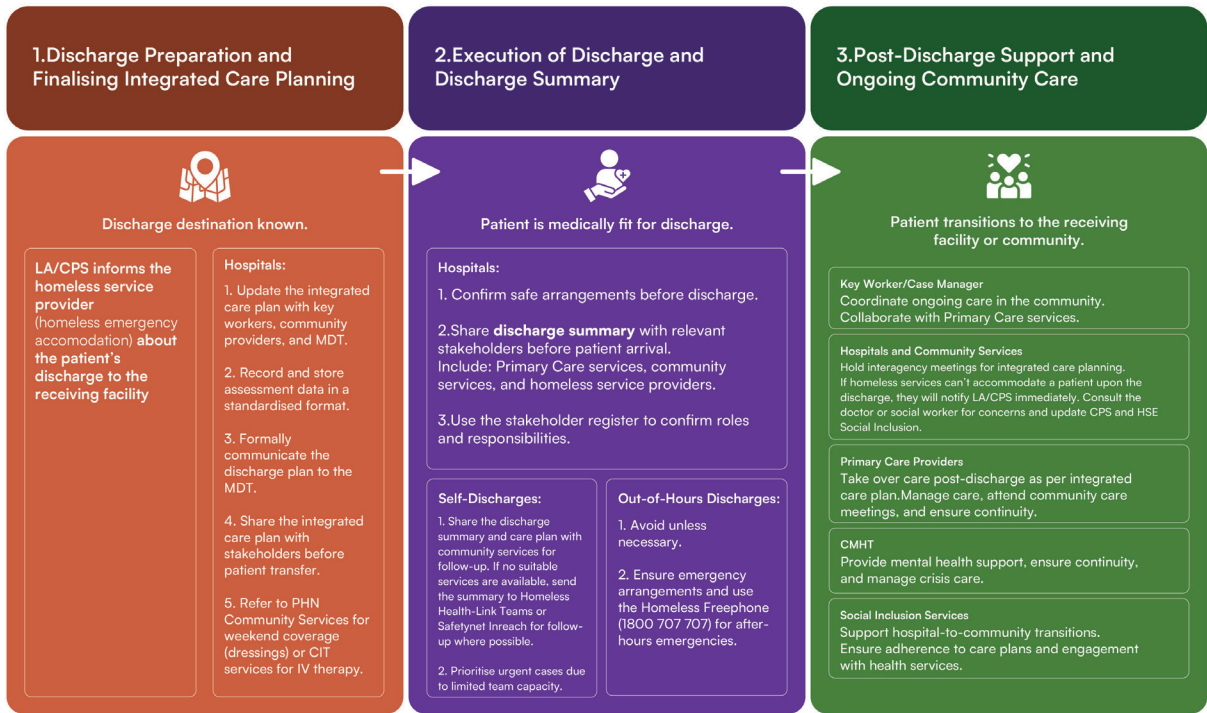 1.Discharge Preparation and
Finalising Integrated Care Planning
Discharge destination known.
LA/CPS informs the
homeless service
provider
(homeless emergency
accomodation) about
the patient's
discharge to the
receiving facility
Hospitals:
1. Update the integrated
care plan with key
workers, community
providers, and MDT.
2. Record and store
assessment data in a
standardised format.
3. Formally
communicate the
discharge plan to the
MDT.
4. Share the integrated
care plan with
stakeholders before
patient transfer.
5. Refer to PHN
Community Services for
weekend coverage
(dressings) or CIT
services for IV therapy.
2.Execution of Discharge and
Discharge Summary
Patient is medically fit for discharge.
Hospitals:
1. Confirm safe arrangements before discharge.
2.Share discharge summary with relevant
stakeholders before patient arrival.
Include: Primary Care services, community
services, and homeless service providers.
3.Use the stakeholder register to confirm roles
and responsibilities.
Self-Discharges:
1. Share the discharge
summary and care plan with
community services for
follow-up. If no suitable
services are available, send
the summary to Homeless
Health-Link Teams or
Safetynet Inreach for follow-
up where possible.
2. Prioritise urgent cases due
to limited team capacity.
Out-of-Hours Discharges:
1. Avoid unless
necessary.
2. Ensure emergency
arrangements and use
the Homeless Freephone
(1800 707 707) for after-
hours emergencies.
3.Post-Discharge Support and
Ongoing Community Care
Patient transitions to the receiving
facility or community.
Key Worker/Case Manager
Coordinate ongoing care in the community.
Collaborate with Primary Care services.
Hospitals and Community Services
Hold interagency meetings for integrated care planning.
If homeless services can't accommodate a patient upon the
discharge, they will notify LA/CPS immediately. Consult the
doctor or social worker for concerns and update CPS and HSE
Social Inclusion.
Primary Care Providers
Take over care post-discharge as per integrated
care plan.Manage care, attend community care
meetings, and ensure continuity.
CMHT
Provide mental health support, ensure continuity,
and manage crisis care.
Social Inclusion Services
Support hospital-to-community transitions.
Ensure adherence to care plans and engagement
with health services.